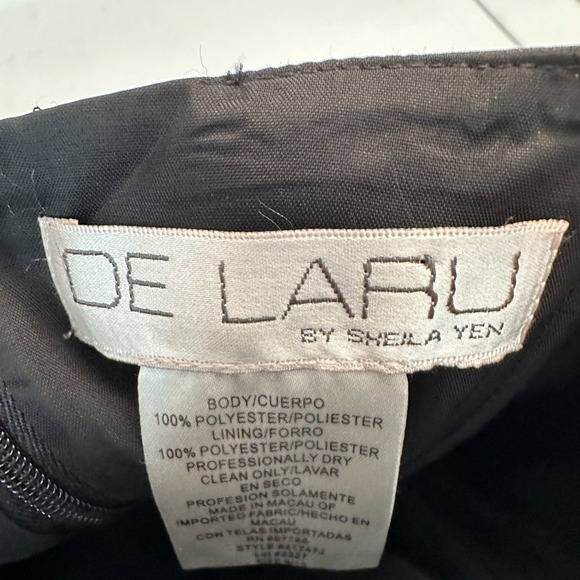 DE LARU
BY SHEILA YEN
BODY/CUERPO
100% POLYESTER/POLIESTER
LINING/FORRO
100% POLYESTER/POLIESTER
PROFESSIONALLY DRY
CLEAN ONLY/LAVAR
EN SECO
PROFESION SOLAMENTE
MADE IN MACAU OF
IMPORTED FABRIC/HECHO EN
MACAU
CON TELAS IMPORTADAS